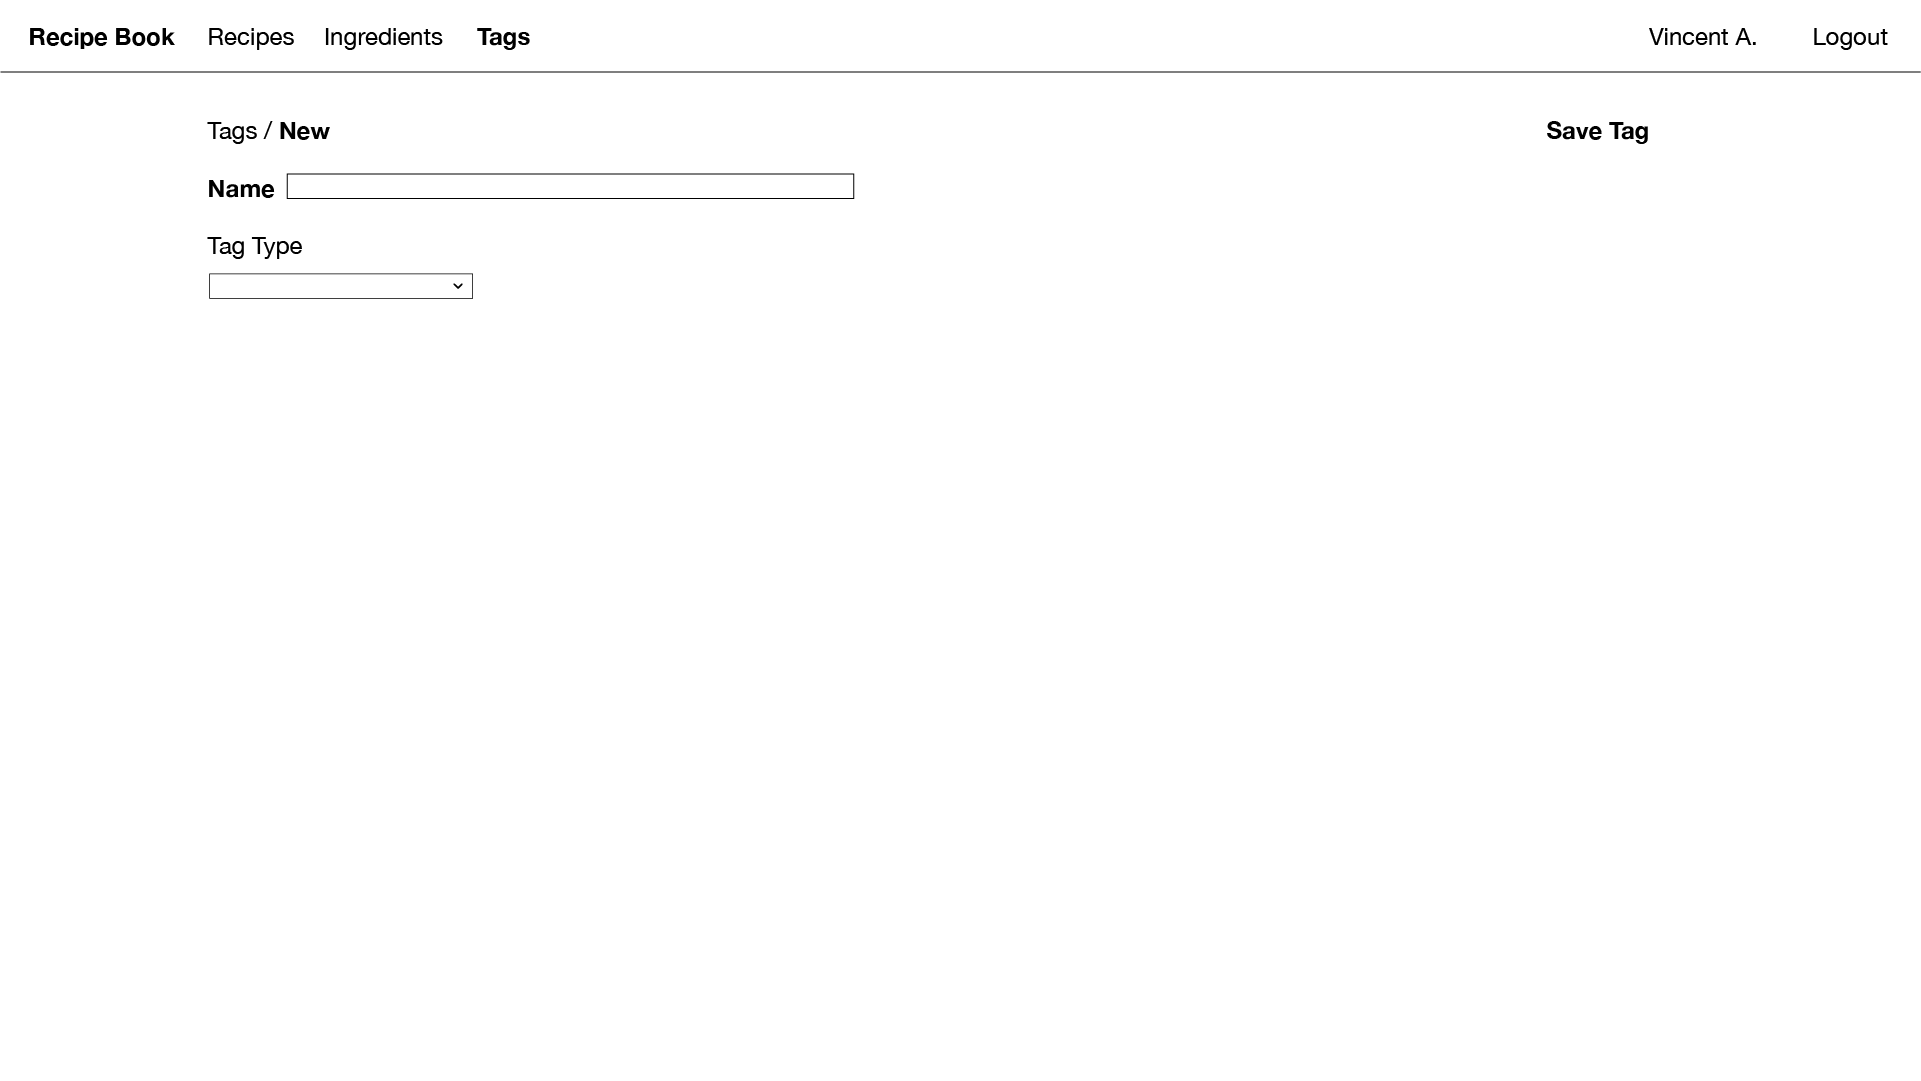 Recipe Book Recipes Ingredients Tags Vincent A. Logout
Tags / New Save Tag
Name
Tag Type